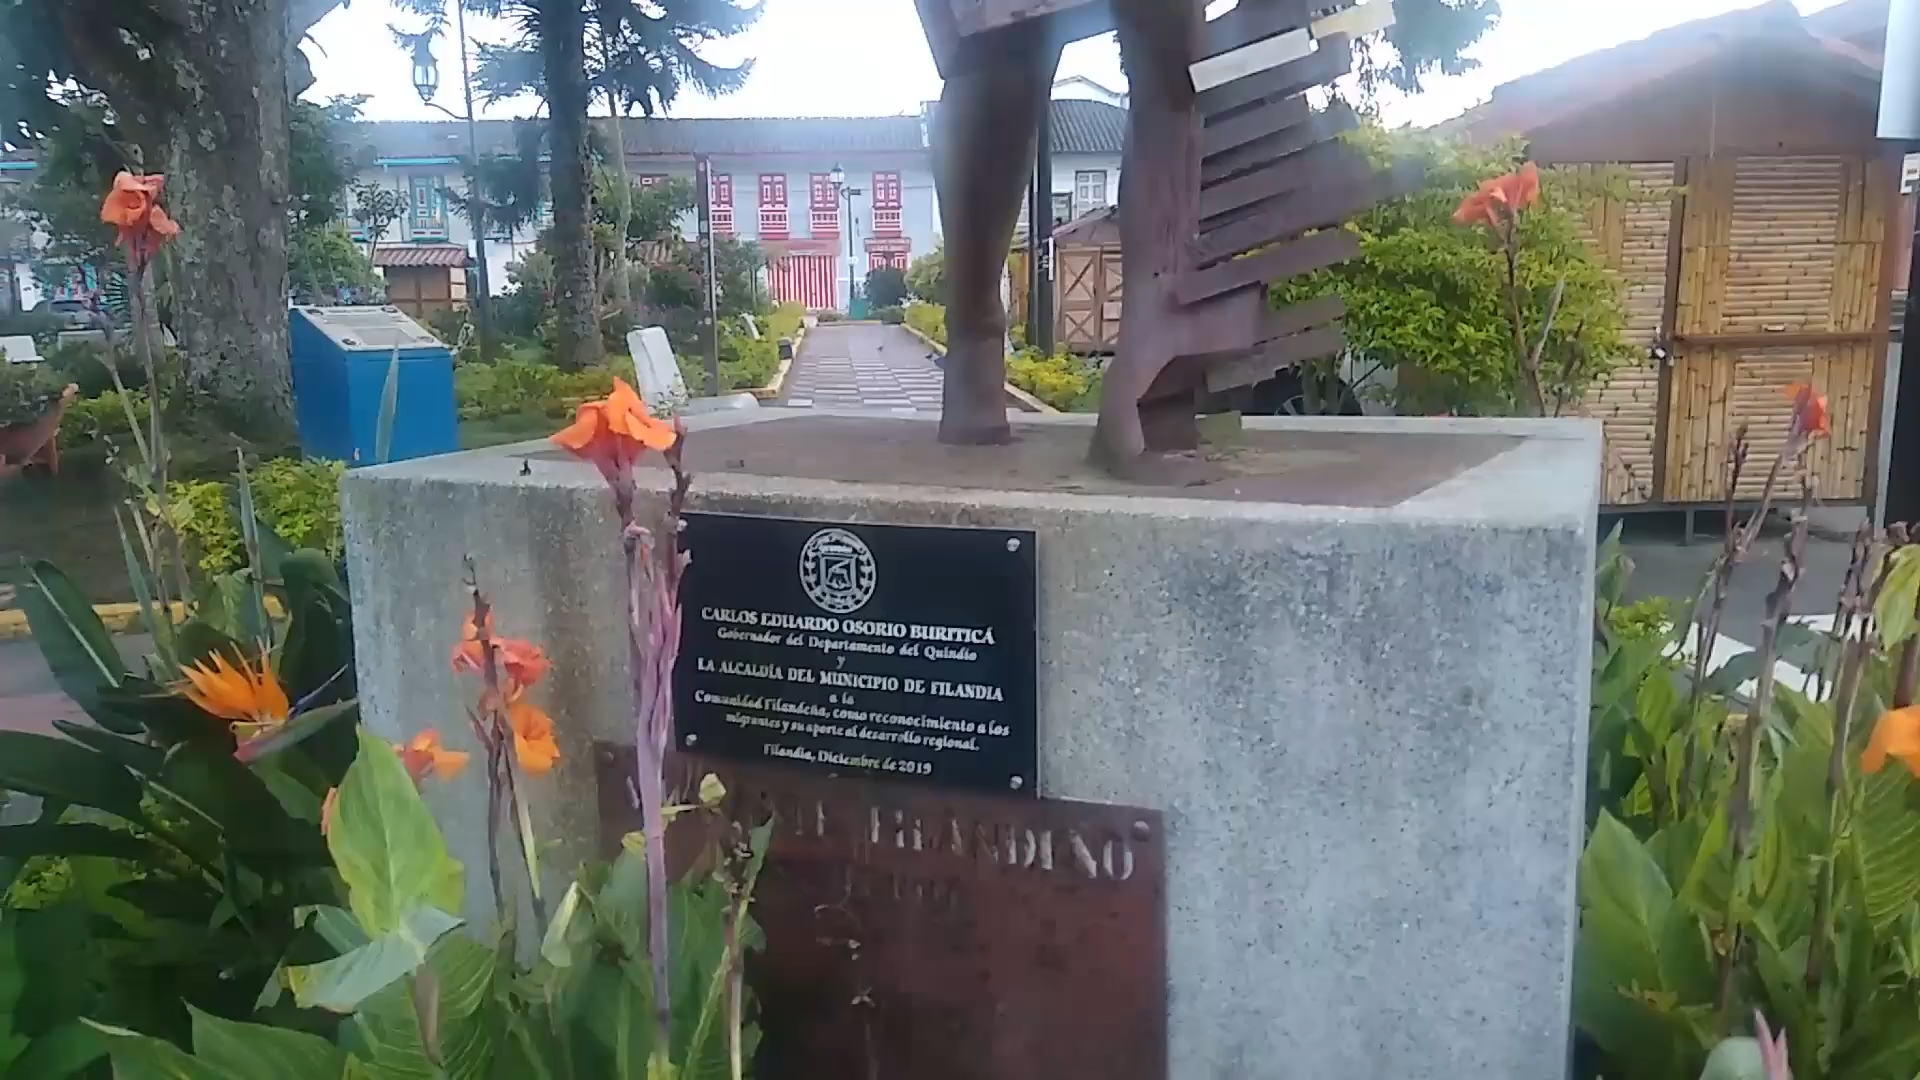 CARLOS EDUARDO OSORIO BURITICÁ
Gobernador del Departamento del Quindío
y
LA ALCALDÍA DEL MUNICIPIO DE FILANDIA
a la
Comunidad Filandeña, como reconocimiento a los
migrantes y su aporte al desarrollo regional.
Filandia, Diciembre de 2019
FILANDEÑO